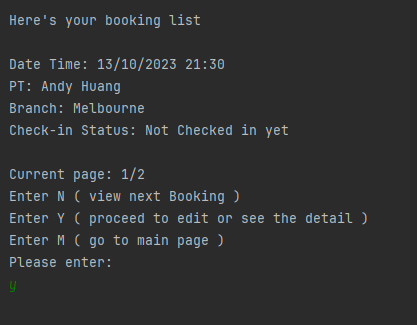 Here's your booking list
Date Time: 13/10/2023 21:30
PT: Andy Huang
Branch: Melbourne
Check-in Status: Not Checked in yet
Current page: 1/2
Enter N ( view next Booking )
Enter Y ( proceed to edit or see the detail )
Enter M ( go to main page )
Please enter:
y